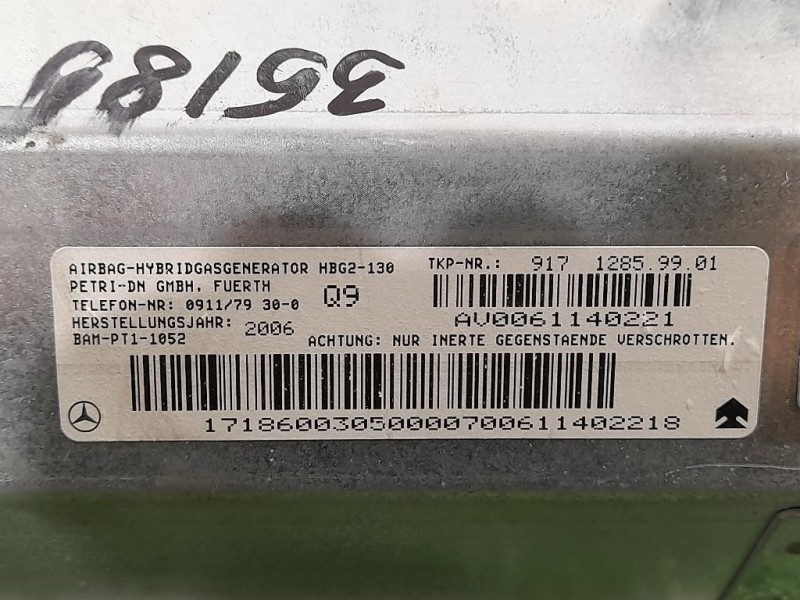 35189
AIRBAG-HYBRIDGASGENERATOR HBG2-130
PETRI-DN GMBH, FUERTH
TELEFON-NR: 0911/79 30-0 Q9
HERSTELLUNGSJAHR: 2006
BAM-PT1-1052
TKP-NR.: 917 1285.99.01
AV0061140221
ACHTUNG: NUR INERTE GEGENSTAENDE VERSCHROTTEN.
17186003050000700611402218